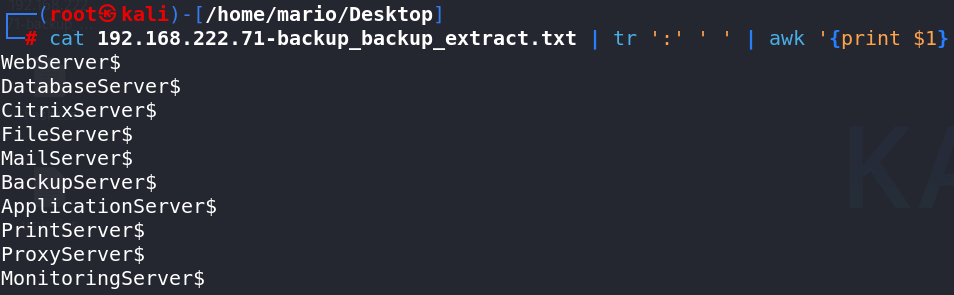 ┌──(root㉿kali)-[/home/mario/Desktop]
└─# cat 192.168.222.71-backup_backup_extract.txt | tr ':' ' ' | awk '{print $1}
WebServer$
DatabaseServer$
CitrixServer$
FileServer$
MailServer$
BackupServer$
ApplicationServer$
PrintServer$
ProxyServer$
MonitoringServer$